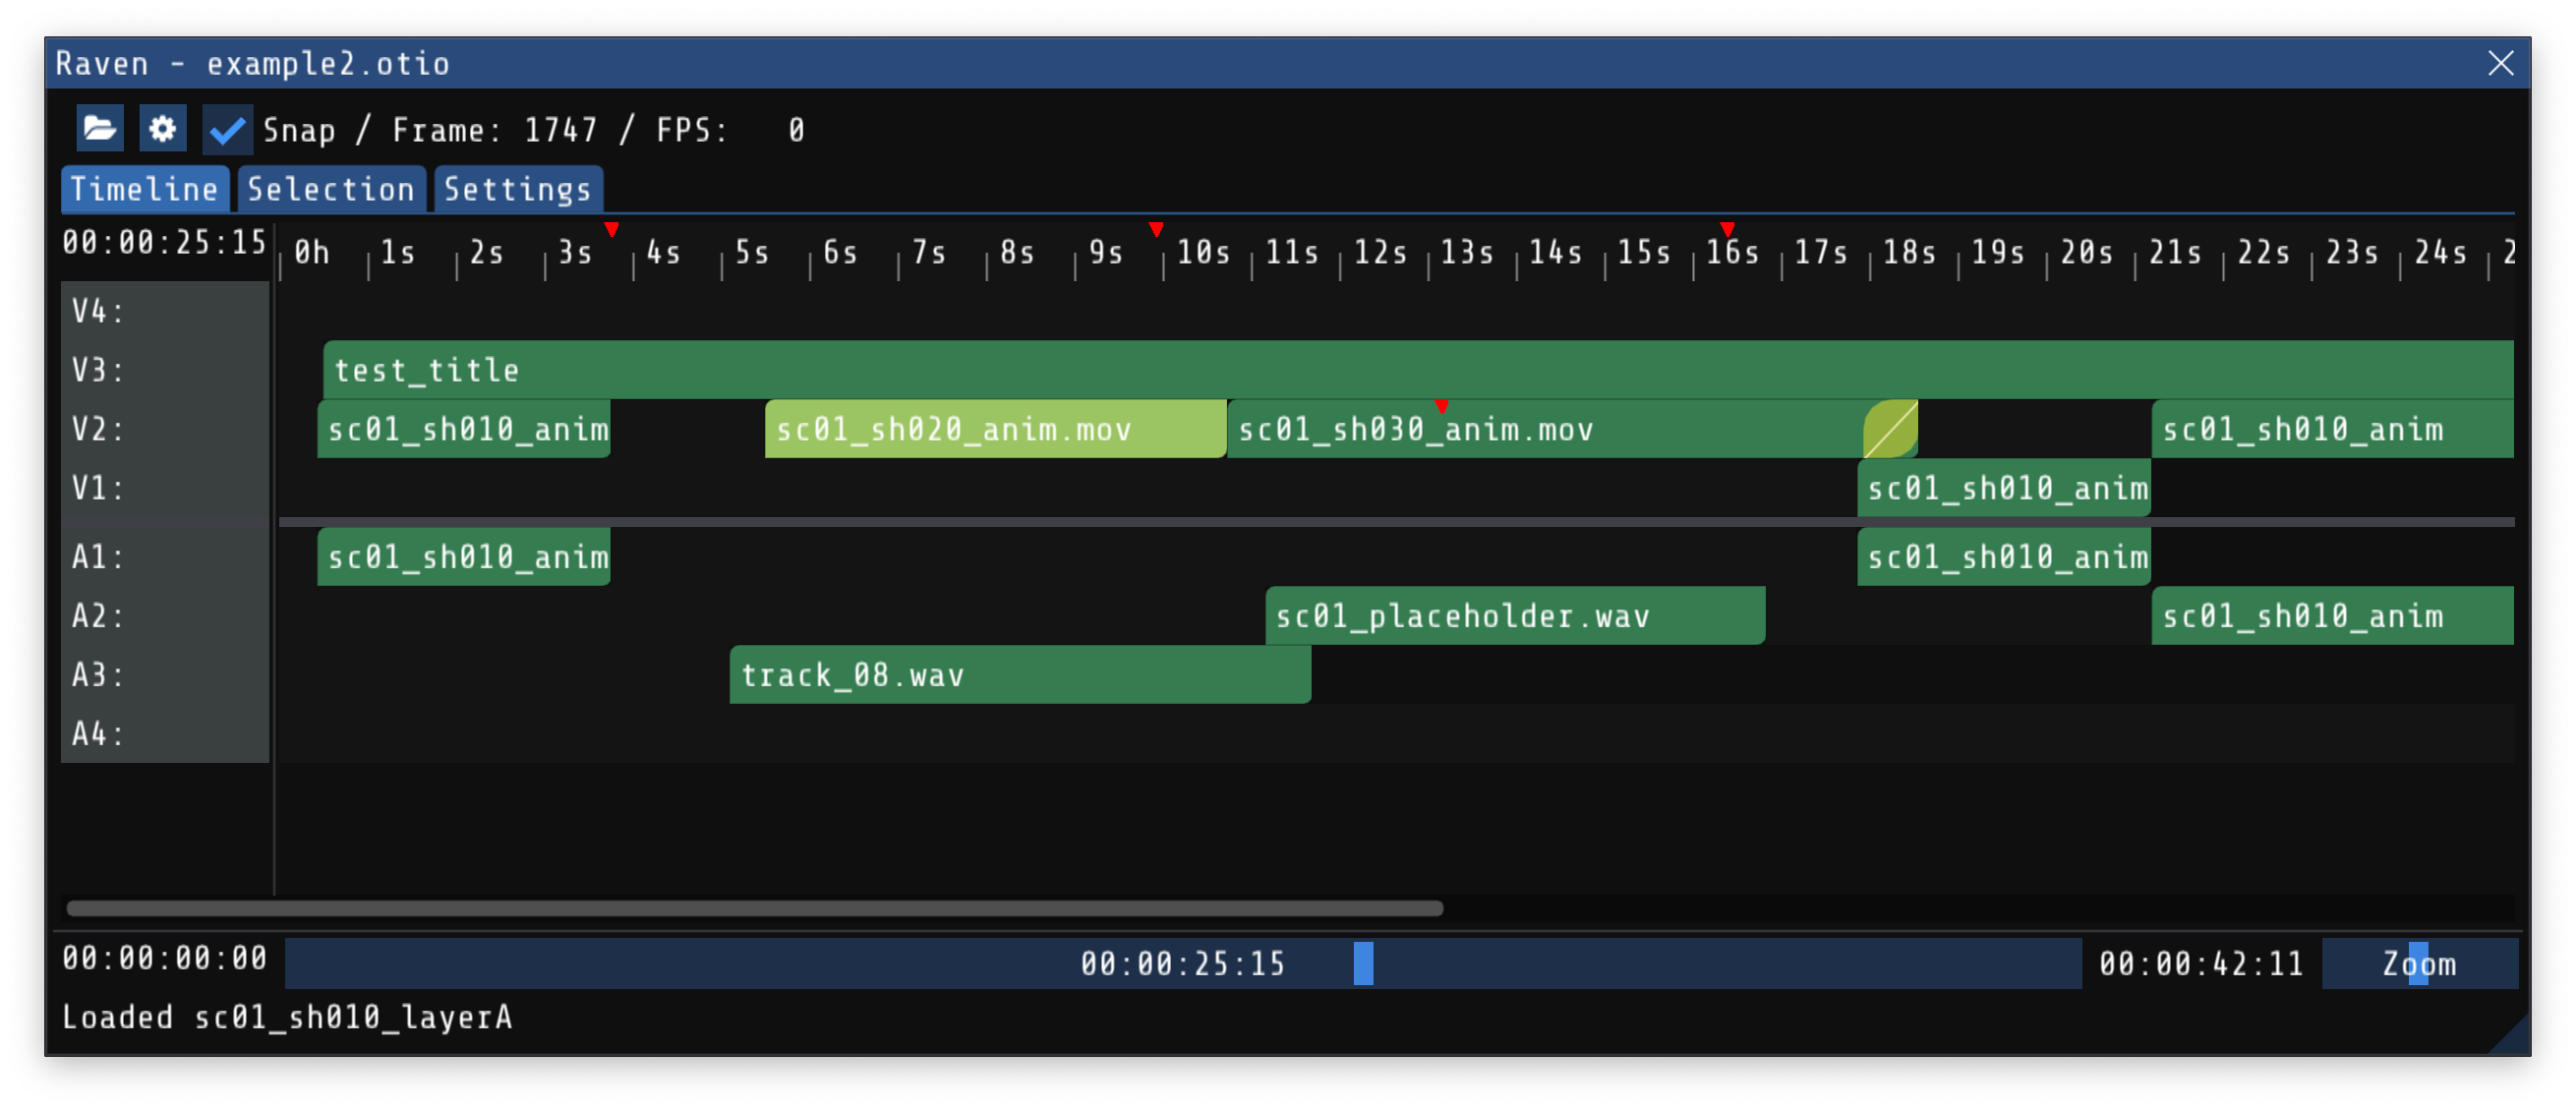 Raven - example2.otio
Snap / Frame: 1747 / FPS: 0
Timeline Selection Settings
00:00:25:15 0h 1s 2s 3s 4s 5s 6s 7s 8s 9s 10s 11s 12s 13s 14s 15s 16s 17s 18s 19s 20s 21s 22s 23s 24s 2
V4:
V3: test_title
V2: sc01_sh010_anim sc01_sh020_anim.mov sc01_sh030_anim.mov sc01_sh010_anim
V1: sc01_sh010_anim
A1: sc01_sh010_anim sc01_sh010_anim
A2: sc01_placeholder.wav sc01_sh010_anim
A3: track_08.wav
A4:
00:00:00:00 00:00:25:15 00:00:42:11 Zoom
Loaded sc01_sh010_layerA